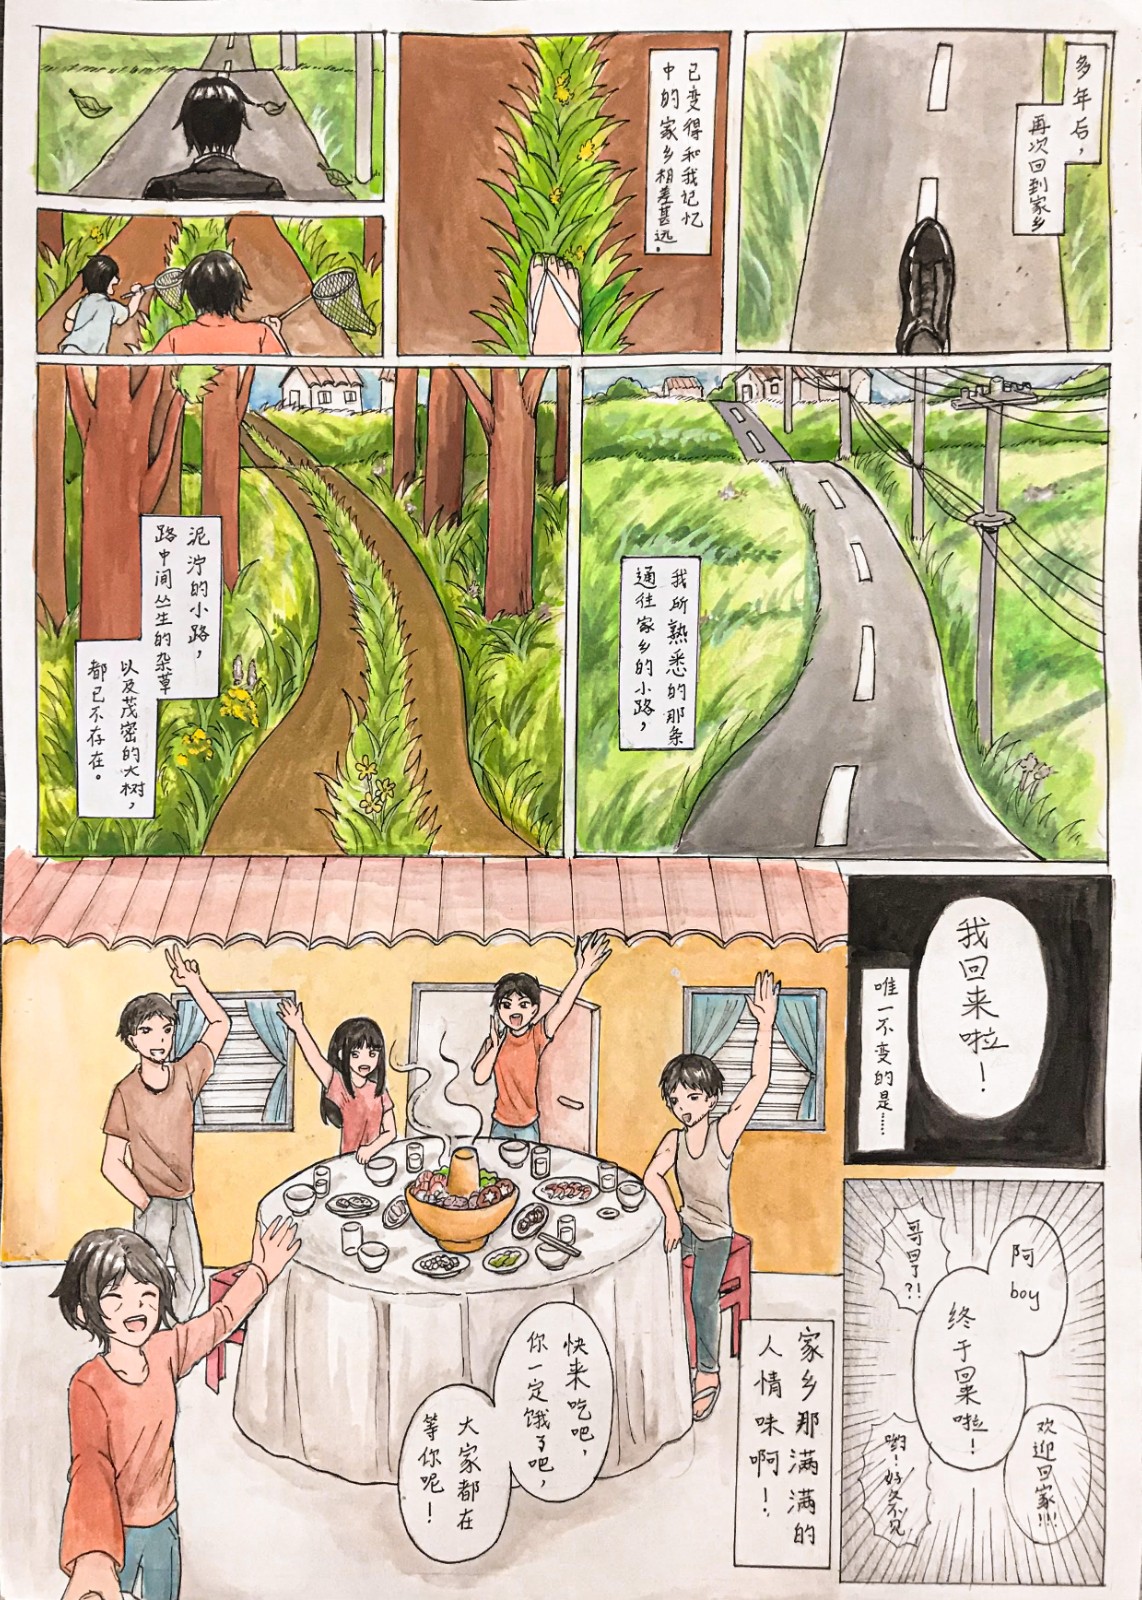 多年后，
再次回到家乡
已变得和我记忆
中的家乡相差甚远。
我所熟悉的那条
通往家乡的小路，
泥泞的小路，
路中间丛生的杂草
以及茂密的大树，
都已不存在。
我回来啦！
唯一不变的是……
阿
boy
终于回来啦！
哥回了？！
欢迎回家！！！
哟！好久不见
家乡那满满的
人情味啊！
快来吃吧，
你一定饿了吧，
大家都在
等你呢！